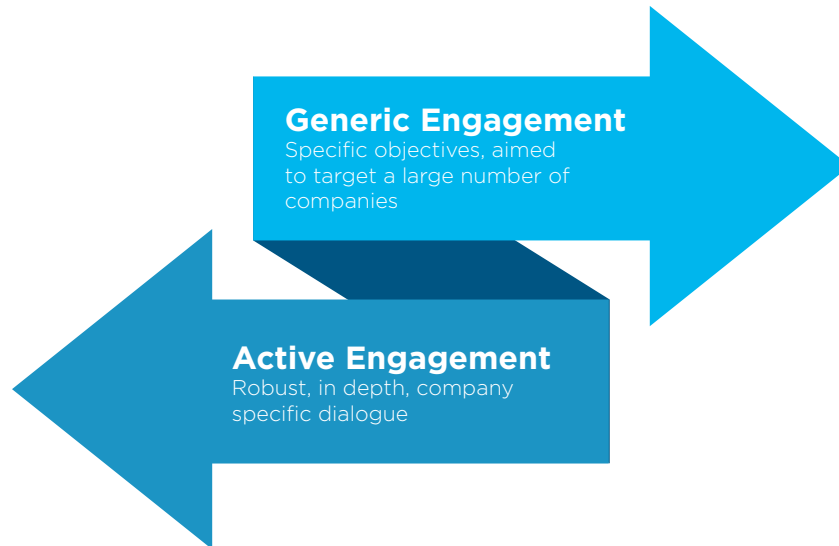 Generic Engagement
Specific objectives, aimed
to target a large number of
companies
Active Engagement
Robust, in depth, company
specific dialogue